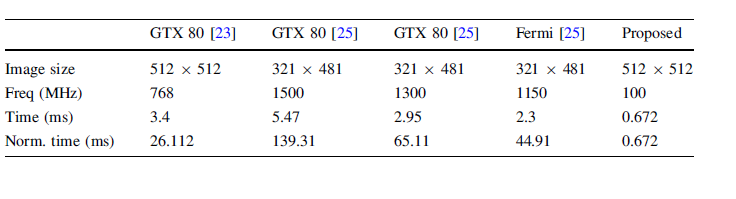 GTX 80 [23] GTX 80 [25] GTX 80 [25] Fermi [25] Proposed
Image size 512 × 512 321 × 481 321 × 481 321 × 481 512 × 512
Freq (MHz) 768 1500 1300 1150 100
Time (ms) 3.4 5.47 2.95 2.3 0.672
Norm. time (ms) 26.112 139.31 65.11 44.91 0.672